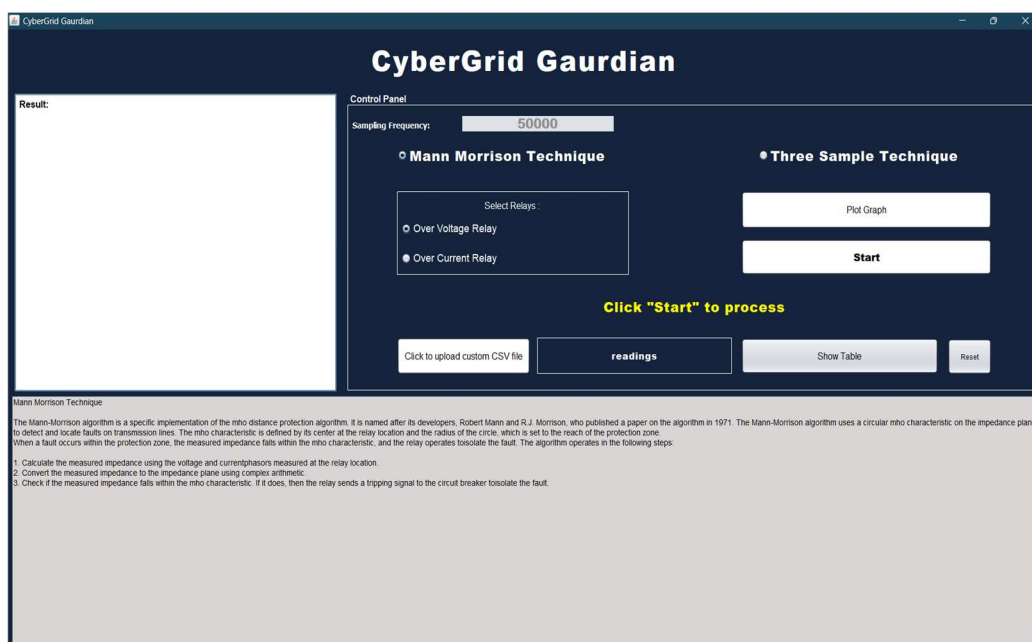 CyberGrid Gaurdian
CyberGrid Gaurdian
Result:
Control Panel
Sampling Frequency:
50000
Mann Morrison Technique
Three Sample Technique
Select Relays :
Over Voltage Relay
Over Current Relay
Plot Graph
Start
Click "Start" to process
Click to upload custom CSV file
readings
Show Table
Reset
Mann Morrison Technique
The Mann-Morrison algorithm is a specific implementation of the mho distance protection algorithm. It is named after its developers, Robert Mann and R.J. Morrison, who published a paper on the algorithm in 1971. The Mann-Morrison algorithm uses a circular mho characteristic on the impedance plan
to detect and locate faults on transmission lines. The mho characteristic is defined by its center at the relay location and the radius of the circle, which is set to the reach of the protection zone.
When a fault occurs within the protection zone, the measured impedance falls within the mho characteristic, and the relay operates toisolate the fault. The algorithm operates in the following steps:
1. Calculate the measured impedance using the voltage and currentphasors measured at the relay location.
2. Convert the measured impedance to the impedance plane using complex arithmetic.
3. Check if the measured impedance falls within the mho characteristic. If it does, then the relay sends a tripping signal to the circuit breaker toisolate the fault.